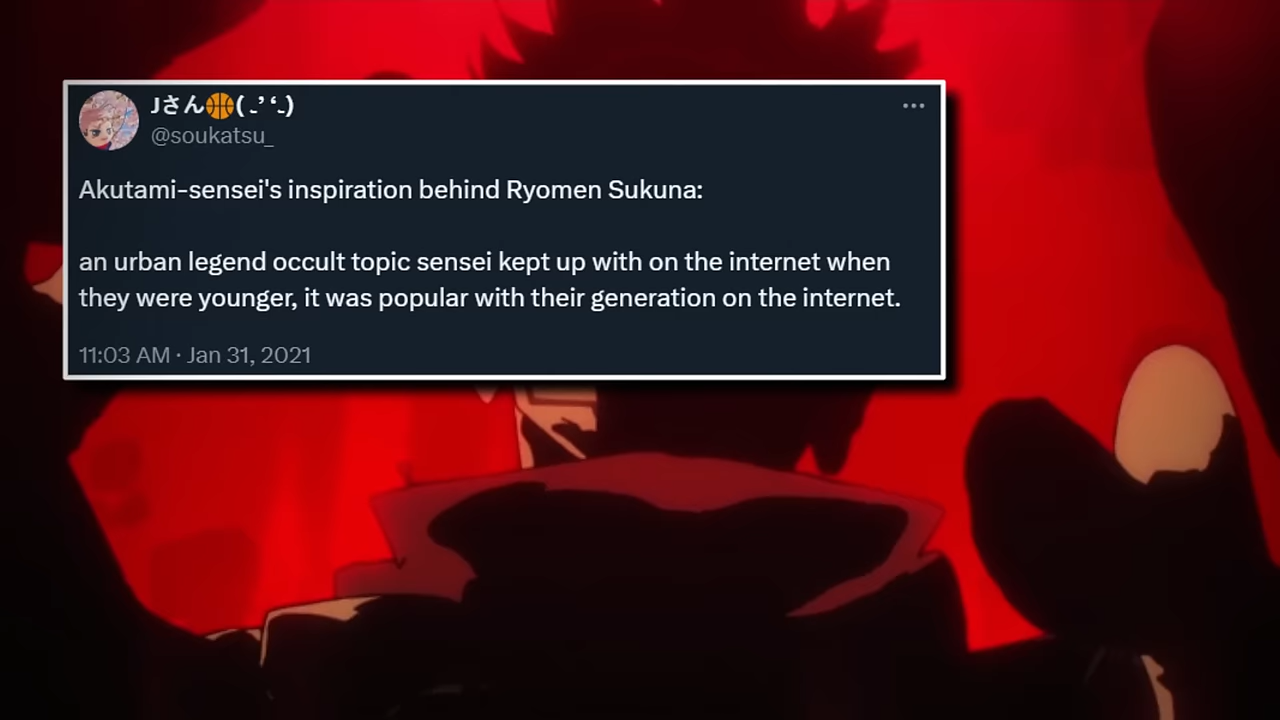 Jさん🏀( ˘ω˘ )
@soukatsu_
Akutami-sensei's inspiration behind Ryomen Sukuna:
an urban legend occult topic sensei kept up with on the internet when
they were younger, it was popular with their generation on the internet.
11:03 AM · Jan 31, 2021